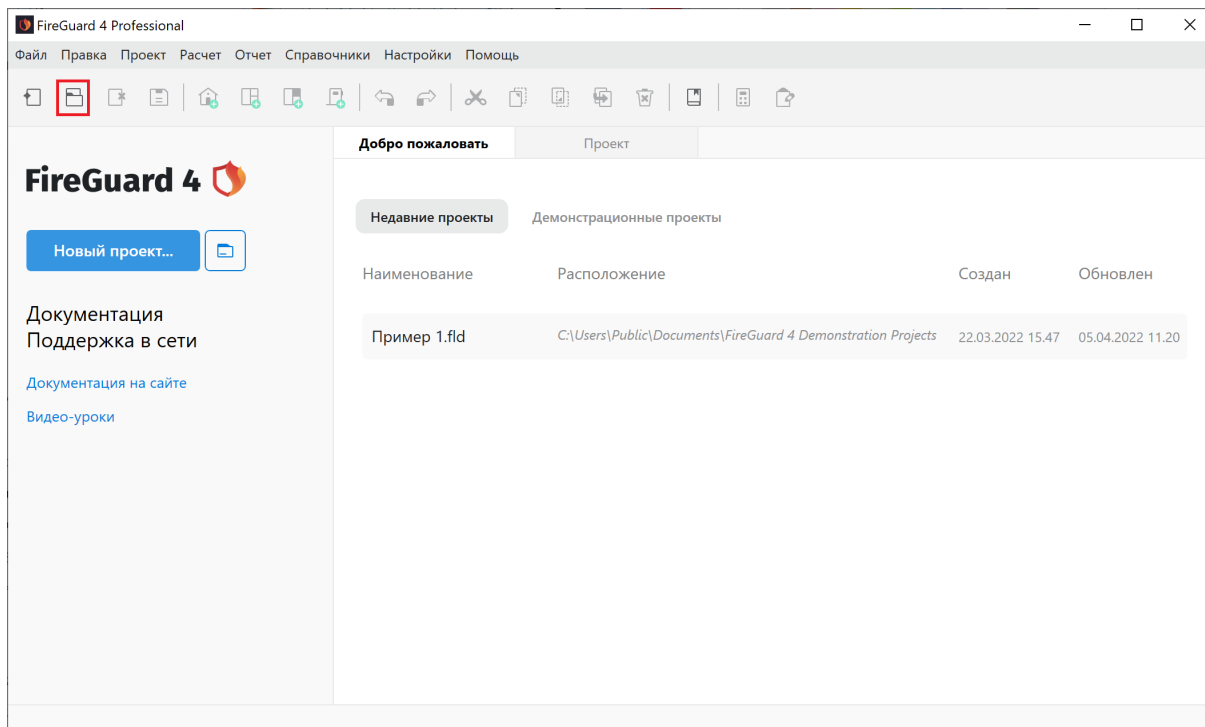 FireGuard 4 Professional
Файл Правка Проект Расчет Отчет Справочники Настройки Помощь
Добро пожаловать Проект
FireGuard 4
Новый проект...
Недавние проекты Демонстрационные проекты
Наименование Расположение Создан Обновлен
Пример 1.fld C:\Users\Public\Documents\FireGuard 4 Demonstration Projects 22.03.2022 15.47 05.04.2022 11.20
Документация
Поддержка в сети
Документация на сайте
Видео-уроки